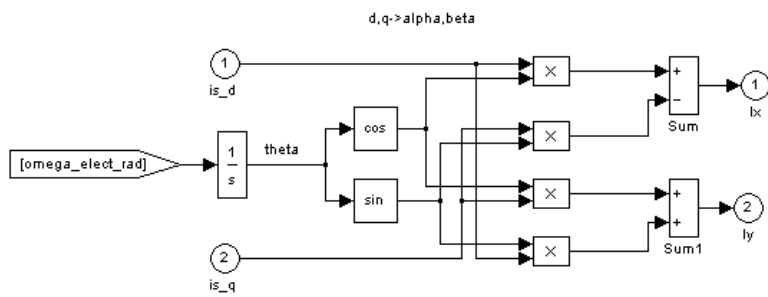 d,q->alpha,beta
1
is_d
×
+
−
Sum
1
Ix
cos
×
[omega_elect_rad]
1
s
theta
sin
×
+
+
Sum1
2
Iy
2
is_q
×